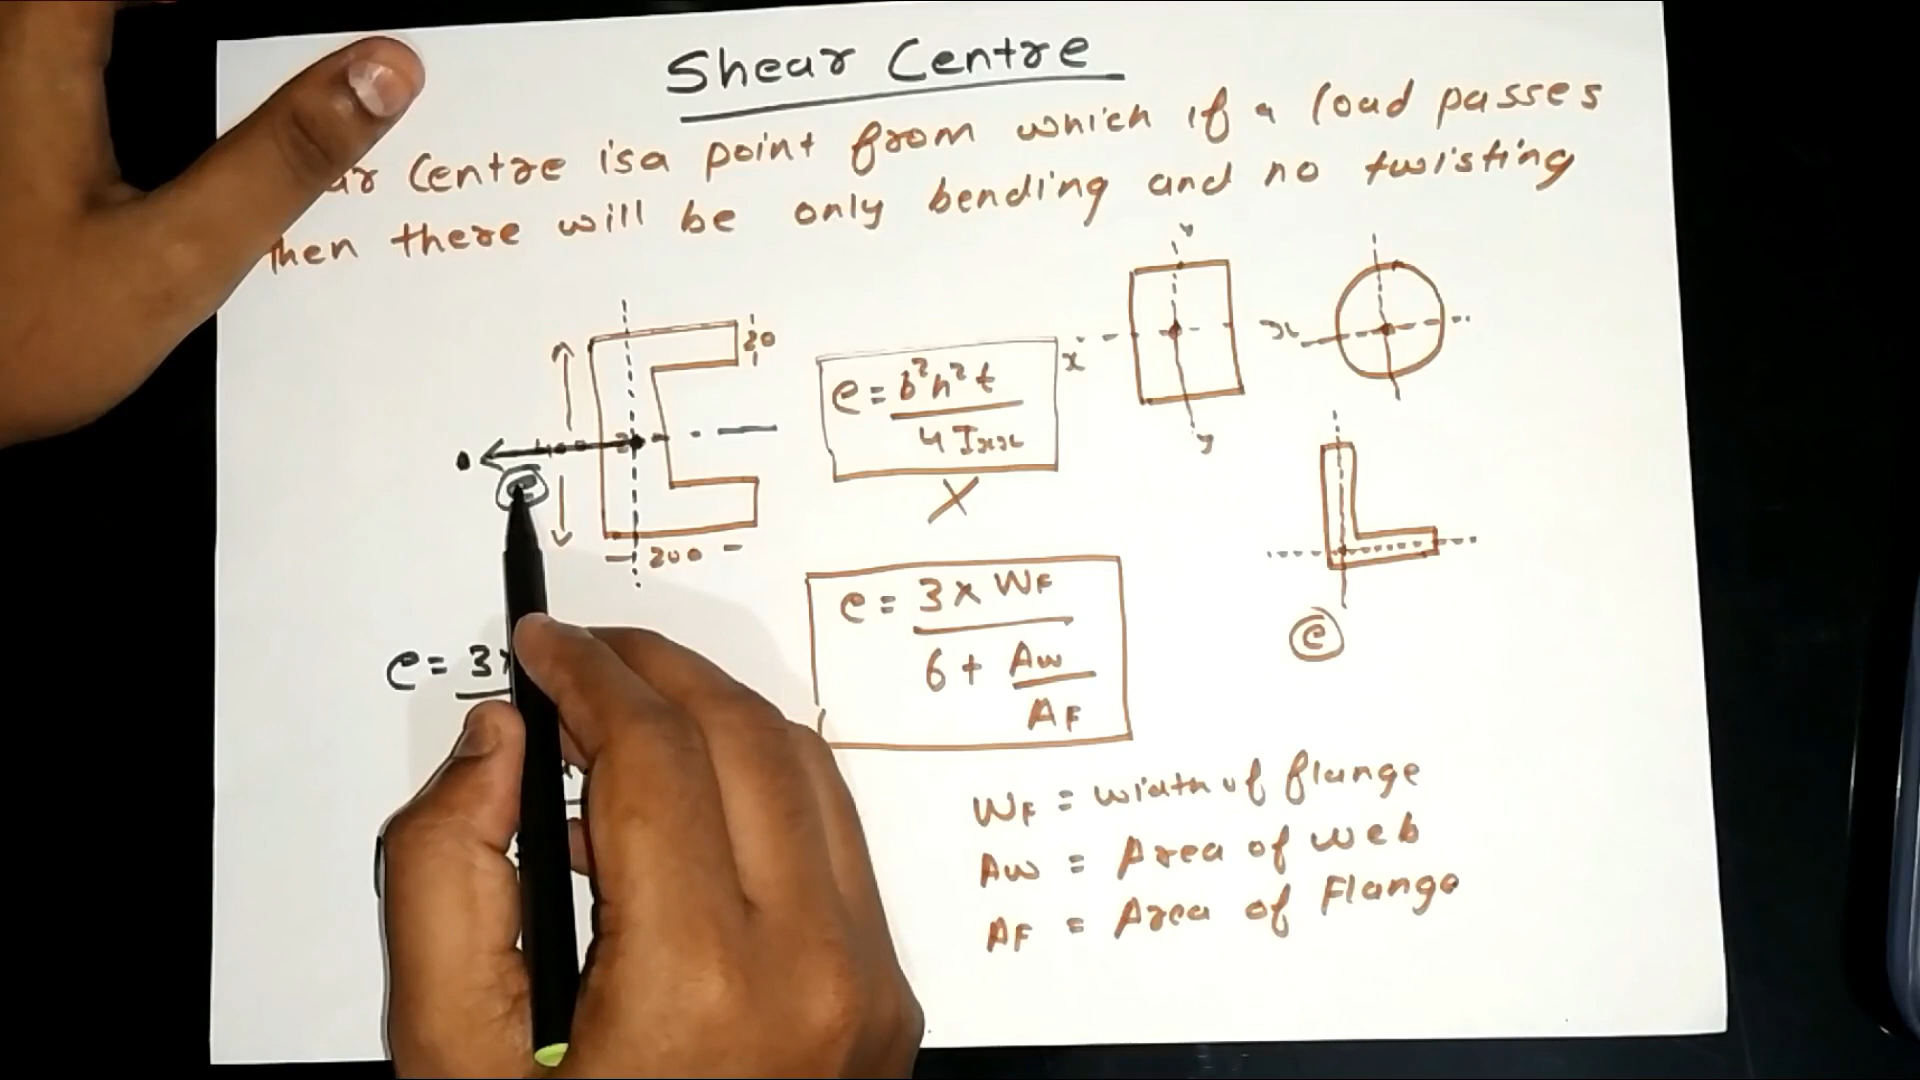 Shear Centre
ar Centre is a point from which if a load passes
then there will be only bending and no twisting
y
20
x
x
e = b²h²t / 4 Ixx
400
y
e
X
200
e = 3 × WF / 6 + Aw / AF
e
e = 3×
WF = width of flange
Aw = Area of web
AF = Area of Flange